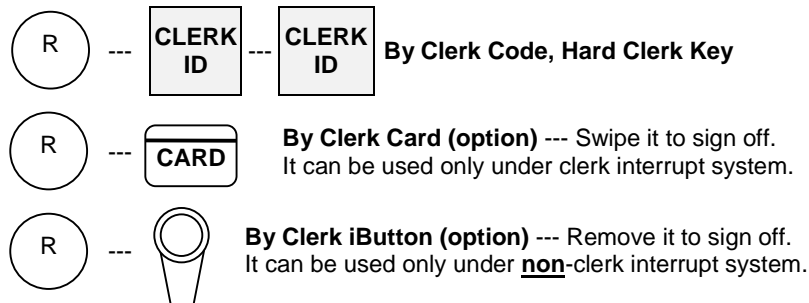 R --- CLERK ID --- CLERK ID By Clerk Code, Hard Clerk Key
R --- CARD By Clerk Card (option) --- Swipe it to sign off.
It can be used only under clerk interrupt system.
R --- By Clerk iButton (option) --- Remove it to sign off.
It can be used only under non-clerk interrupt system.